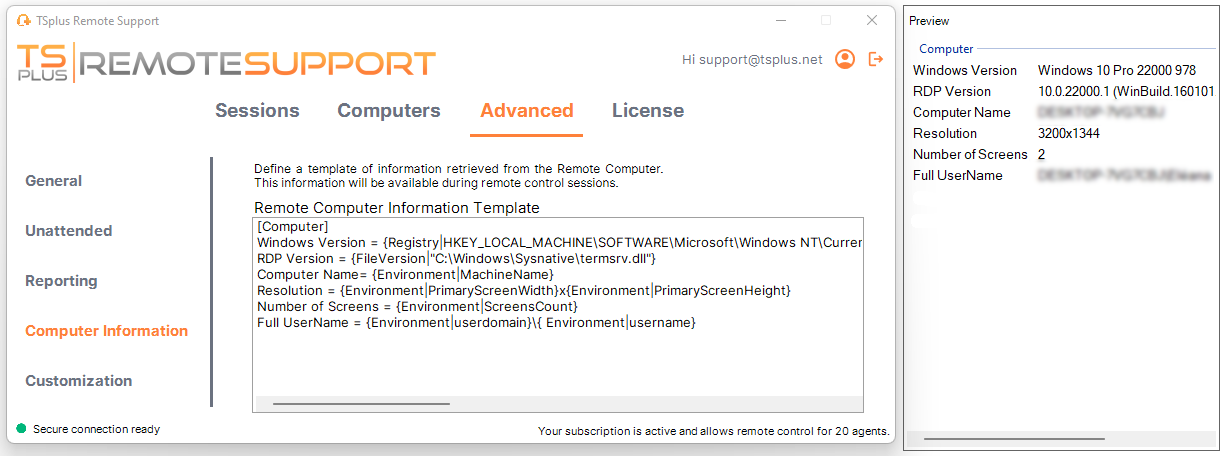 TSplus Remote Support
TS PLUS REMOTESUPPORT
Hi support@tsplus.net
Sessions
Computers
Advanced
License
General
Unattended
Reporting
Computer Information
Customization
Define a template of information retrieved from the Remote Computer.
This information will be available during remote control sessions.
Remote Computer Information Template
[Computer]
Windows Version = {Registry|HKEY_LOCAL_MACHINE\SOFTWARE\Microsoft\Windows NT\Curren
RDP Version = {FileVersion|"C:\Windows\Sysnative\termsrv.dll"}
Computer Name= {Environment|MachineName}
Resolution = {Environment|PrimaryScreenWidth}x{Environment|PrimaryScreenHeight}
Number of Screens = {Environment|ScreensCount}
Full UserName = {Environment|userdomain}\{ Environment|username}
Secure connection ready
Your subscription is active and allows remote control for 20 agents.
Preview
Computer
Windows Version Windows 10 Pro 22000 978
RDP Version 10.0.22000.1 (WinBuild.160101
Computer Name
Resolution 3200x1344
Number of Screens 2
Full UserName